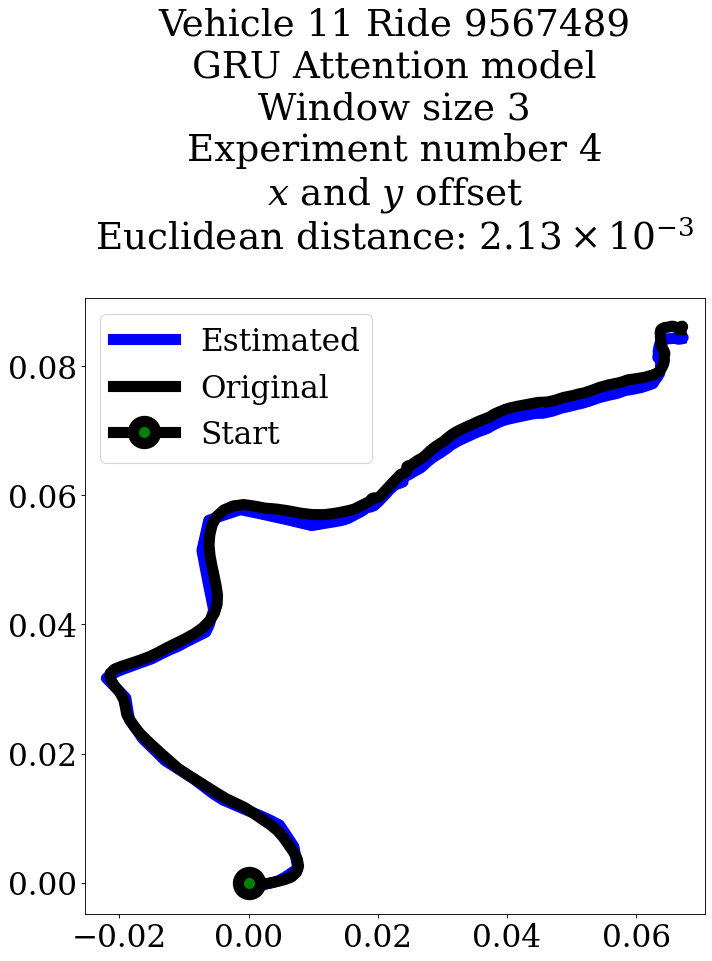 Vehicle 11 Ride 9567489
GRU Attention model
Window size 3
Experiment number 4
x and y offset
Euclidean distance: 2.13 × 10⁻³
Estimated
Original
Start
0.08
0.06
0.04
0.02
0.00
−0.02 0.00 0.02 0.04 0.06